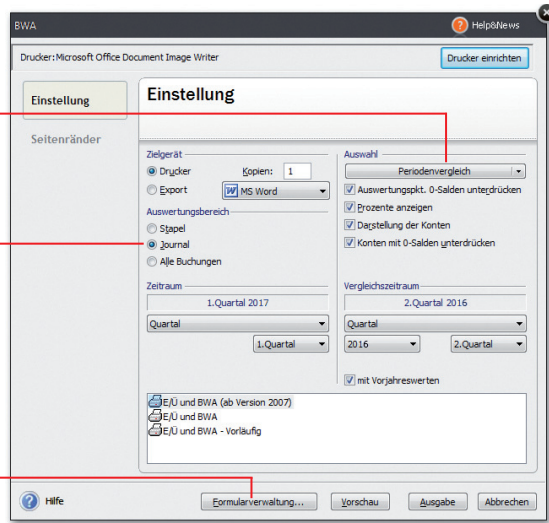 BWA
Help&News
Drucker:Microsoft Office Document Image Writer
Drucker einrichten
Einstellung
Seitenränder
Einstellung
Zielgerät
Drucker
Kopien: 1
Export
MS Word
Auswertungsbereich
Stapel
Journal
Alle Buchungen
Auswahl
Periodenvergleich
Auswertungspkt. 0-Salden unterdrücken
Prozente anzeigen
Darstellung der Konten
Konten mit 0-Salden unterdrücken
Zeitraum
1.Quartal 2017
Quartal
1.Quartal
Vergleichszeitraum
2.Quartal 2016
Quartal
2016
2.Quartal
mit Vorjahreswerten
E/Ü und BWA (ab Version 2007)
E/Ü und BWA
E/Ü und BWA - Vorläufig
Hilfe
Formularverwaltung...
Vorschau
Ausgabe
Abbrechen